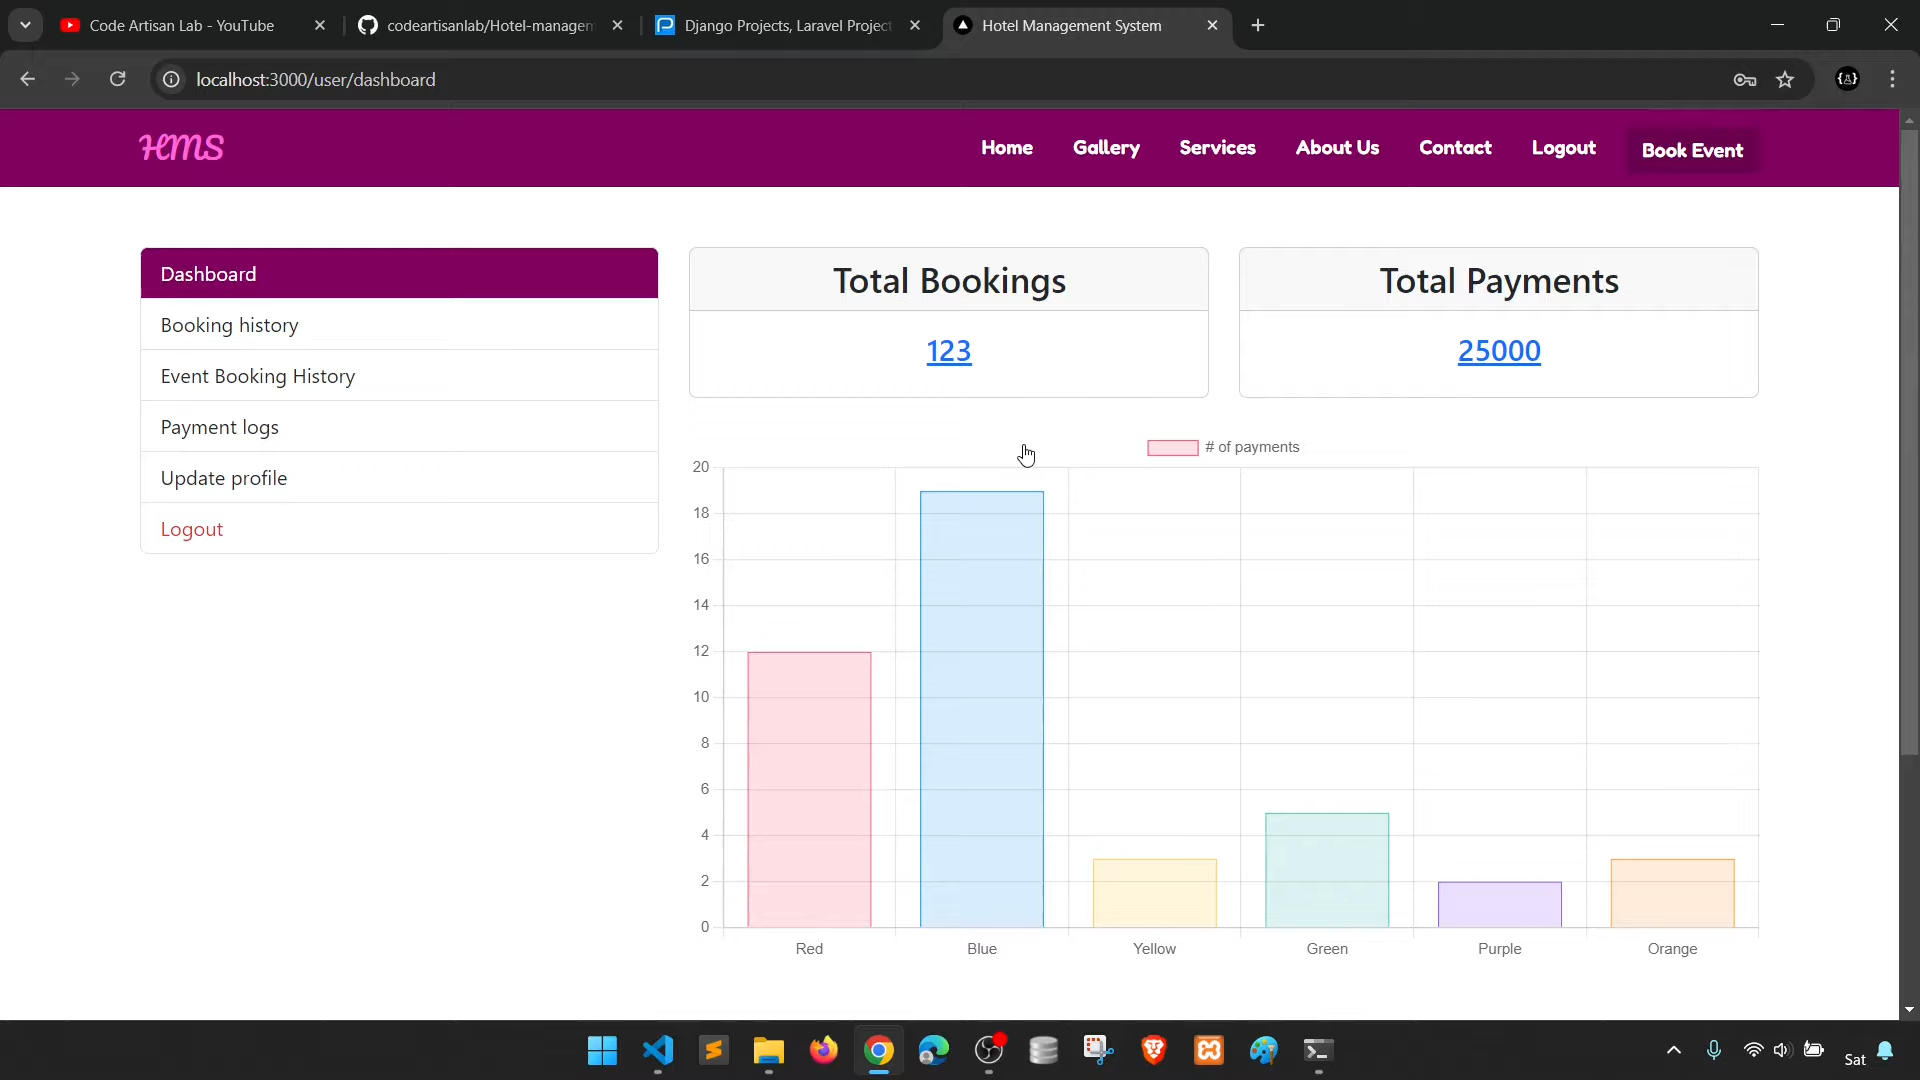 Code Artisan Lab - YouTube
codeartisanlab/Hotel-managem
Django Projects, Laravel Project
Hotel Management System
localhost:3000/user/dashboard
HMS
Home
Gallery
Services
About Us
Contact
Logout
Book Event
Dashboard
Booking history
Event Booking History
Payment logs
Update profile
Logout
Total Bookings
123
Total Payments
25000
# of payments
20
18
16
14
12
10
8
6
4
2
0
Red
Blue
Yellow
Green
Purple
Orange
Sat